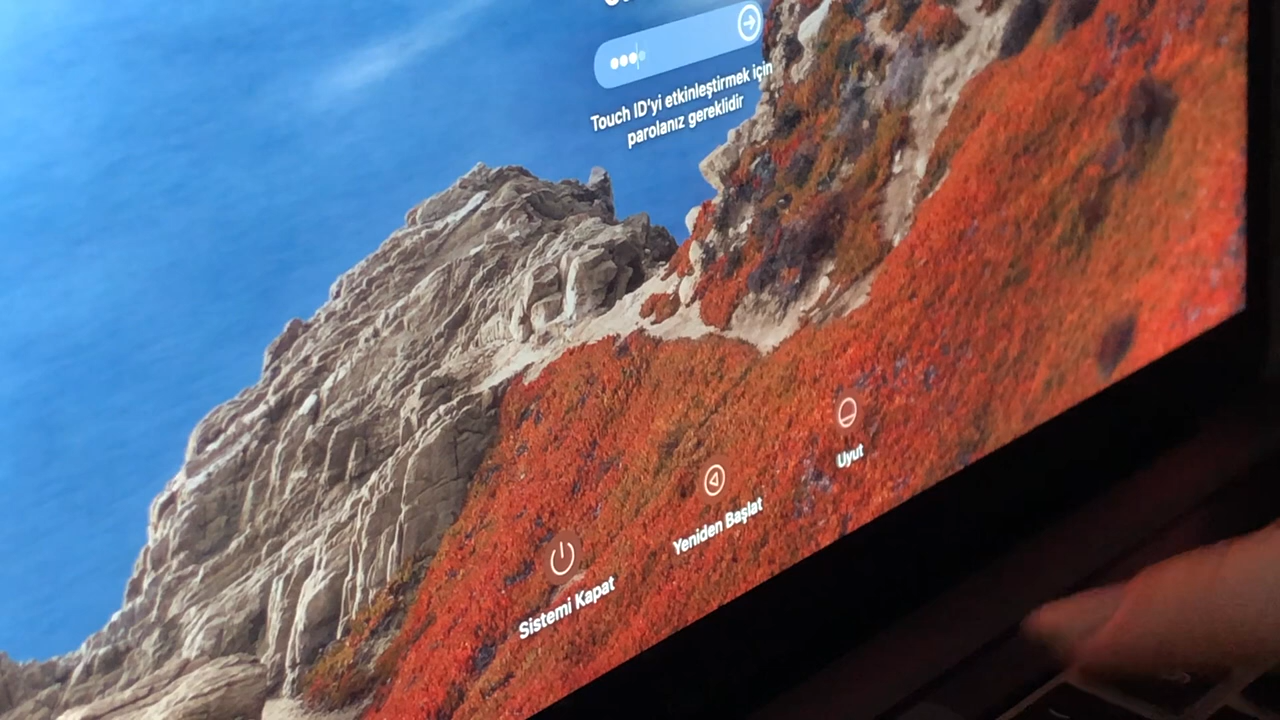 Touch ID'yi etkinleştirmek için
parolanız gereklidir
Sistemi Kapat
Yeniden Başlat
Uyut